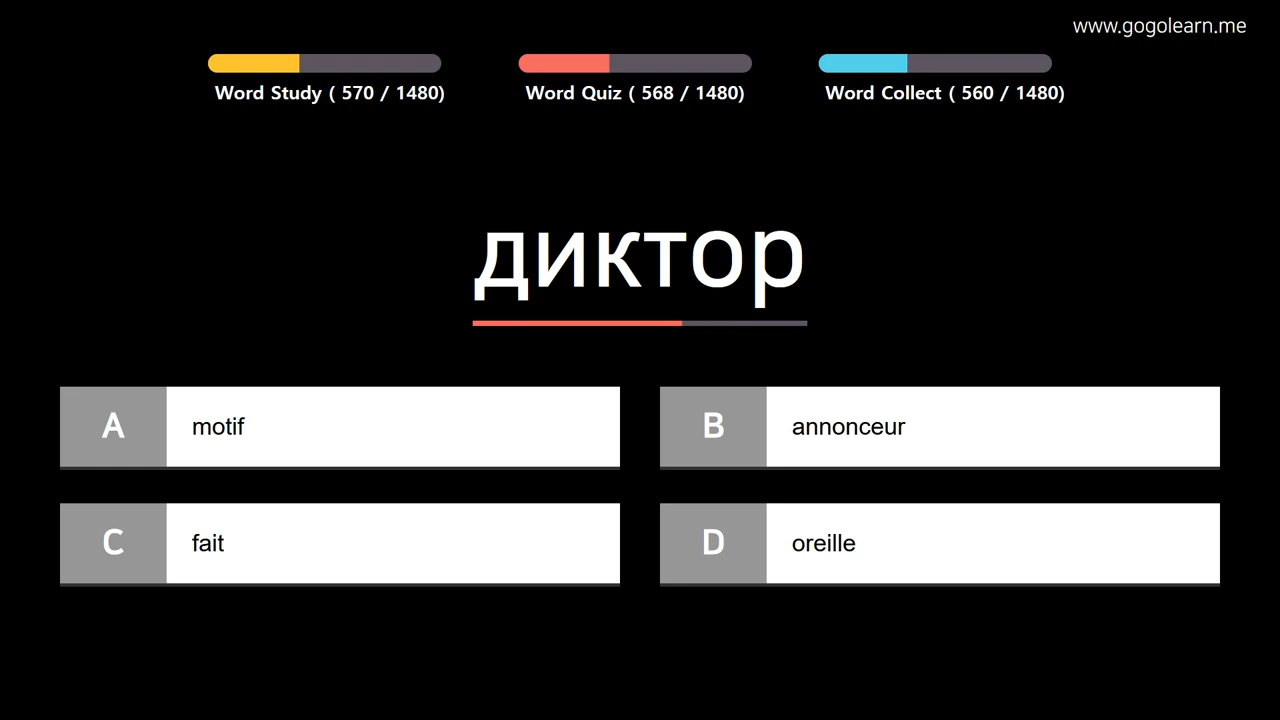 www.gogolearn.me
Word Study ( 570 / 1480)
Word Quiz ( 568 / 1480)
Word Collect ( 560 / 1480)
диктор
A motif
B annonceur
C fait
D oreille